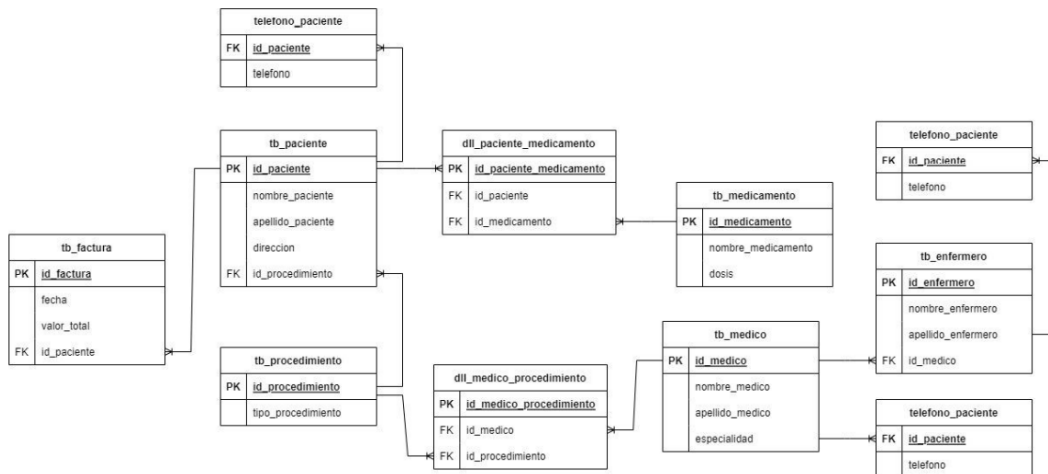 telefono_paciente
FK id_paciente
telefono
tb_paciente
PK id_paciente
nombre_paciente
apellido_paciente
direccion
FK id_procedimiento
dll_paciente_medicamento
PK id_paciente_medicamento
FK id_paciente
FK id_medicamento
telefono_paciente
FK id_paciente
telefono
tb_medicamento
PK id_medicamento
nombre_medicamento
dosis
tb_factura
PK id_factura
fecha
valor_total
FK id_paciente
tb_enfermero
PK id_enfermero
nombre_enfermero
apellido_enfermero
FK id_medico
tb_medico
PK id_medico
nombre_medico
apellido_medico
especialidad
tb_procedimiento
PK id_procedimiento
tipo_procedimiento
dll_medico_procedimiento
PK id_medico_procedimiento
FK id_medico
FK id_procedimiento
telefono_paciente
FK id_paciente
telefono